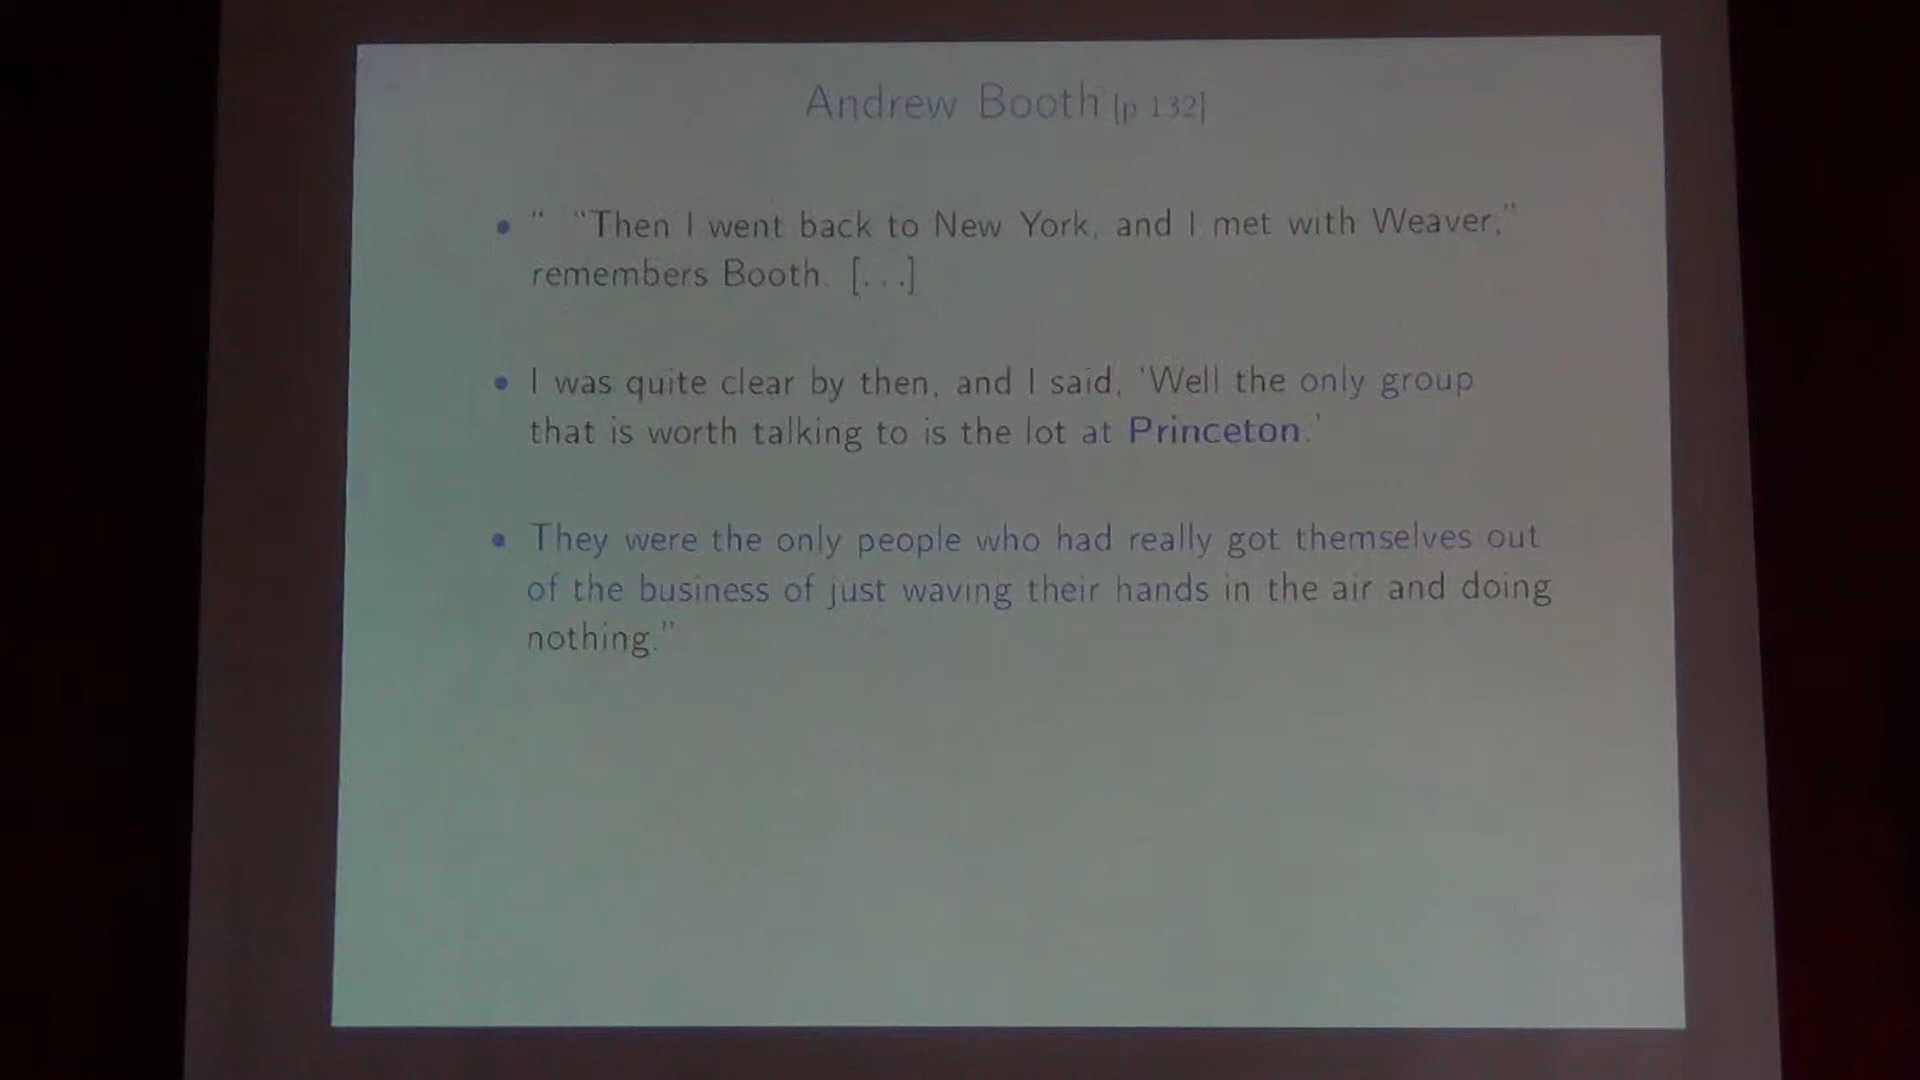 Andrew Booth [p 132]
• “ “Then I went back to New York, and I met with Weaver,”
remembers Booth. [...]
• I was quite clear by then, and I said, ‘Well the only group
that is worth talking to is the lot at Princeton.’
• They were the only people who had really got themselves out
of the business of just waving their hands in the air and doing
nothing.”